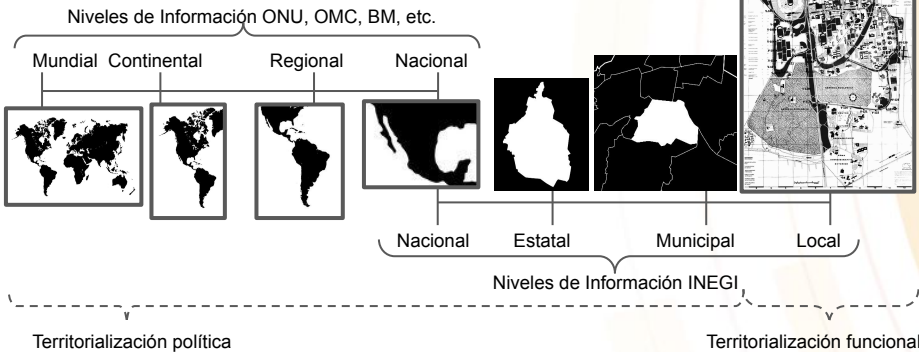 Niveles de Información ONU, OMC, BM, etc.
Mundial Continental Regional Nacional
Nacional Estatal Municipal Local
Niveles de Información INEGI
Territorialización política Territorialización funcional